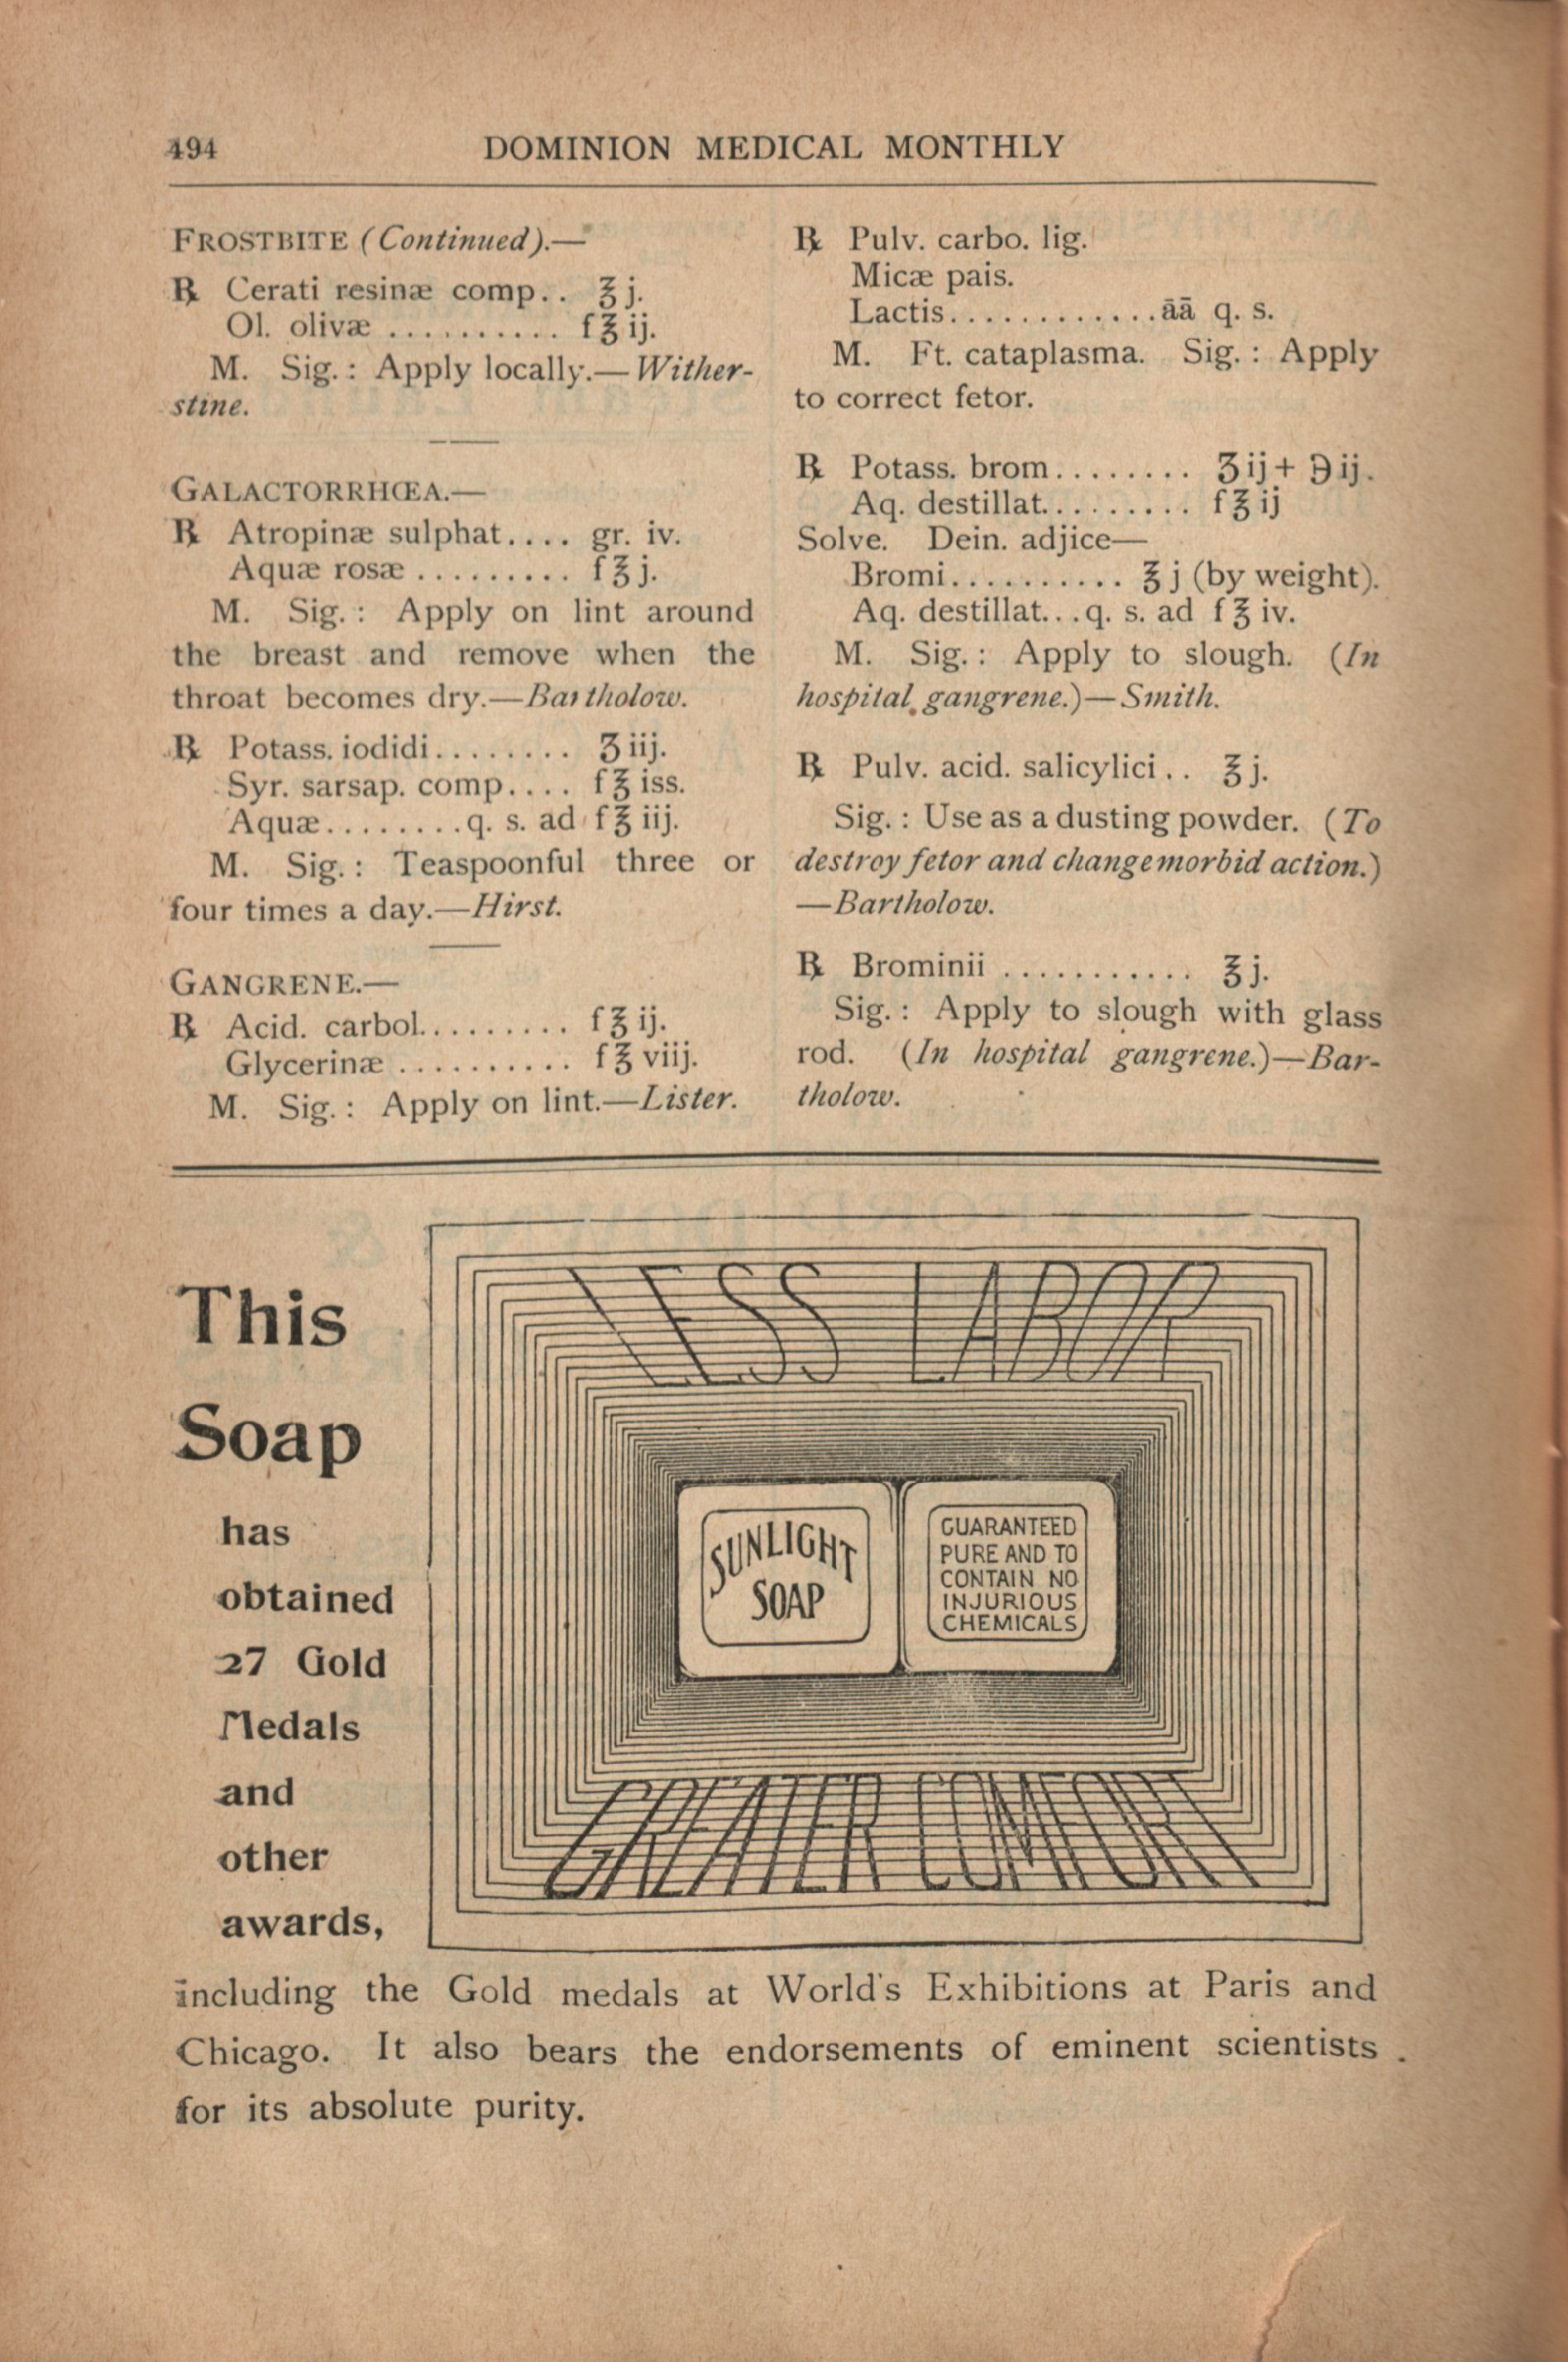 494 DOMINION MEDICAL MONTHLY
FROSTBITE (Continued).—
℞ Cerati resinæ comp.. ℥ j.
Ol. olivæ .......... f ℥ ij.
M. Sig.: Apply locally.—Wither-
stine.
GALACTORRHŒA.—
℞ Atropinæ sulphat.... gr. iv.
Aquæ rosæ ......... f ℥ j.
M. Sig.: Apply on lint around
the breast and remove when the
throat becomes dry.—Bartholow.
℞ Potass. iodidi........ ʒ iij.
Syr. sarsap. comp.... f ℥ iss.
Aquæ........q. s. ad f ℥ iij.
M. Sig.: Teaspoonful three or
four times a day.—Hirst.
GANGRENE.—
℞ Acid. carbol......... f ℥ ij.
Glycerinæ .......... f ℥ viij.
M. Sig.: Apply on lint.—Lister.
℞ Pulv. carbo. lig.
Micæ pais.
Lactis............āā q. s.
M. Ft. cataplasma. Sig.: Apply
to correct fetor.
℞ Potass. brom........ ʒ ij + ℈ ij.
Aq. destillat......... f ℥ ij
Solve. Dein. adjice—
Bromi.......... ℥ j (by weight).
Aq. destillat...q. s. ad f ℥ iv.
M. Sig.: Apply to slough. (In
hospital gangrene.)—Smith.
℞ Pulv. acid. salicylici.. ℥ j.
Sig.: Use as a dusting powder. (To
destroy fetor and change morbid action.)
—Bartholow.
℞ Brominii ........... ℥ j.
Sig.: Apply to slough with glass
rod. (In hospital gangrene.)—Bar-
tholow.
This
Soap
has
obtained
27 Gold
Medals
and
other
awards,
LESS LABOR
SUNLIGHT
SOAP
GUARANTEED
PURE AND TO
CONTAIN NO
INJURIOUS
CHEMICALS
GREATER COMFORT
including the Gold medals at World's Exhibitions at Paris and
Chicago. It also bears the endorsements of eminent scientists
for its absolute purity.